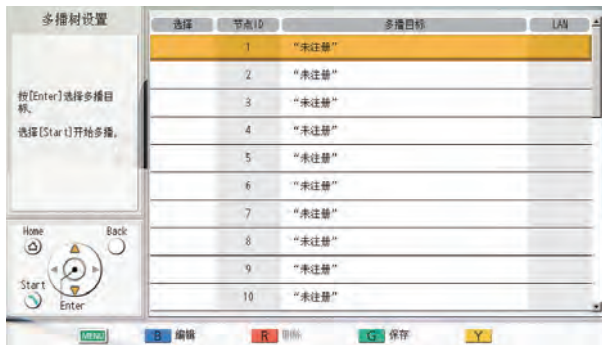 多播树设置
按[Enter]选择多播目
标。
选择[Start]开始多播。
选择 节点ID 多播目标 LAN
1 “未注册”
2 “未注册”
3 “未注册”
4 “未注册”
5 “未注册”
6 “未注册”
7 “未注册”
8 “未注册”
9 “未注册”
10 “未注册”
Home Back
Start
Enter
MENU B 编辑 R 删除 G 保存 Y